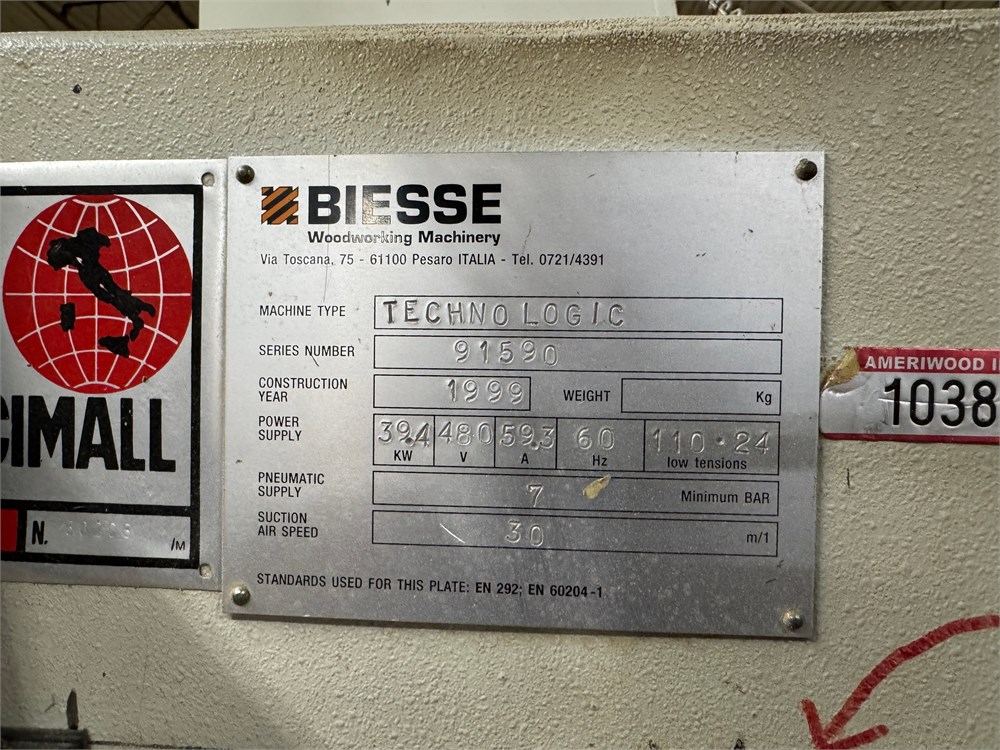 BIESSE
Woodworking Machinery
Via Toscana, 75 - 61100 Pesaro ITALIA - Tel. 0721/4391
MACHINE TYPE TECHNO LOGIC
SERIES NUMBER 91590
CONSTRUCTION YEAR 1999 WEIGHT Kg
POWER SUPPLY 39.4 KW 480 V 59.3 A 60 Hz 110 · 24 low tensions
PNEUMATIC SUPPLY 7 Minimum BAR
SUCTION AIR SPEED 30 m/1
STANDARDS USED FOR THIS PLATE: EN 292; EN 60204-1
CIMALL
N. /M
AMERIWOOD I
1038